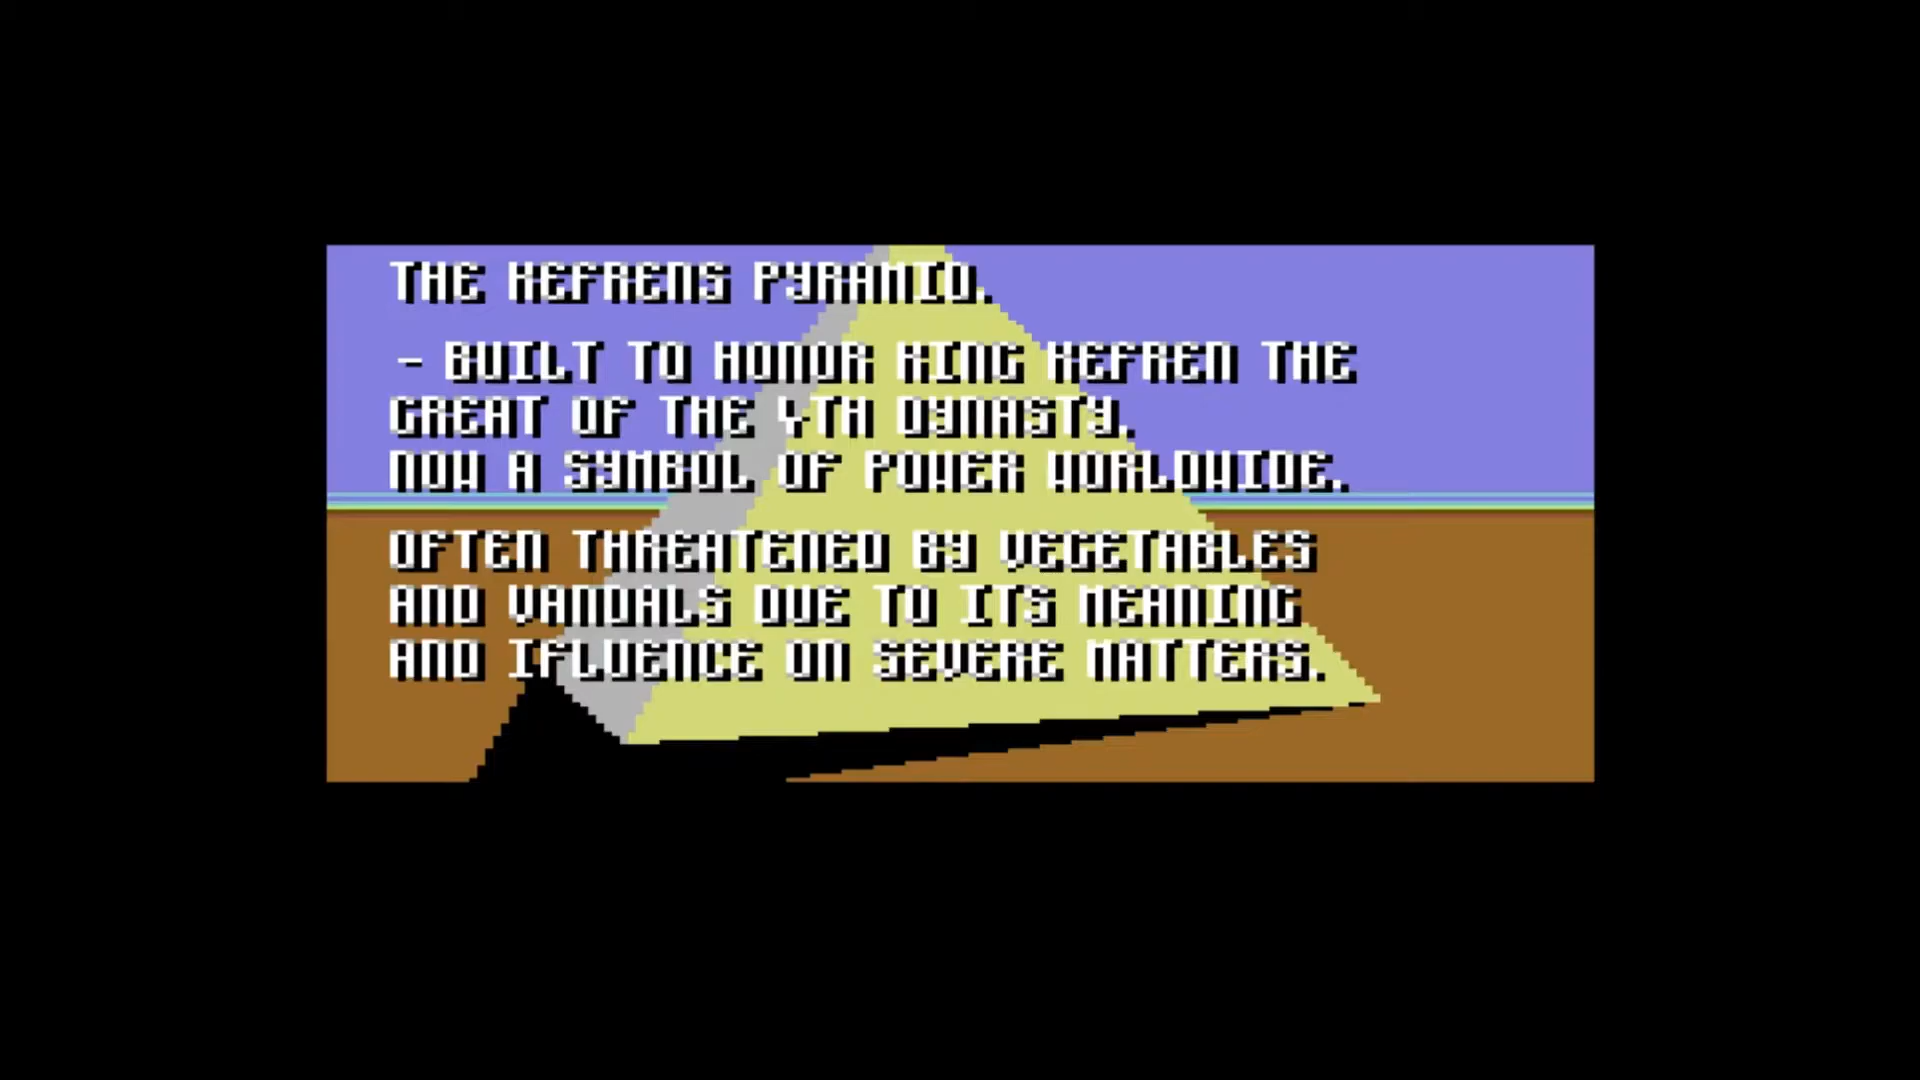 THE KEFRENS PYRAMID.
- BUILT TO HONOR KING KEFREN THE
GREAT OF THE 4TH DYNASTY.
NOW A SYMBOL OF POWER WORLDWIDE.
OFTEN THREATENED BY VEGETABLES
AND VANDALS DUE TO ITS MEANING
AND IFLUENCE ON SEVERE MATTERS.